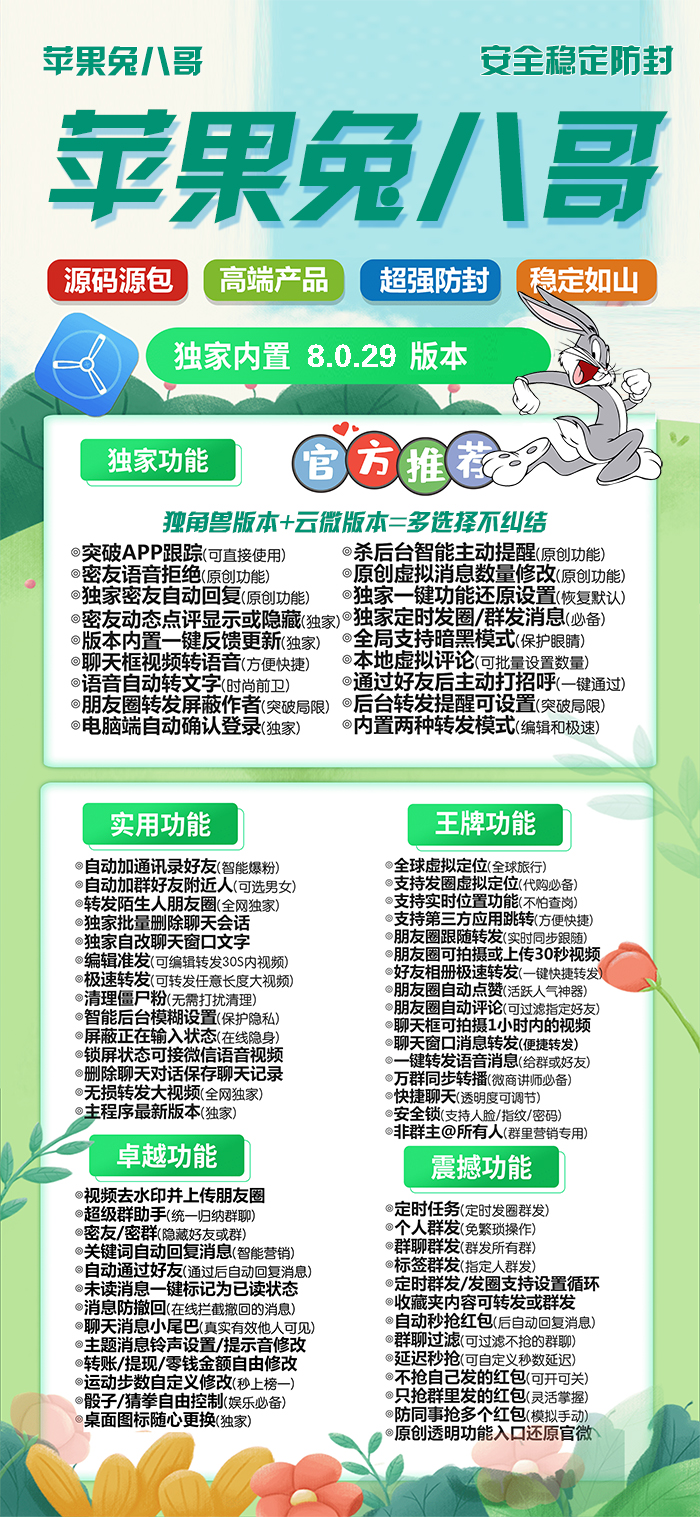 苹果兔八哥
安全稳定防封
苹果兔八哥
源码源包
高端产品
超强防封
稳定如山
独家内置 8.0.29 版本
独家功能
官方推荐
独角兽版本+云微版本=多选择不纠结
◎突破APP跟踪(可直接使用)
◎密友语音拒绝(原创功能)
◎独家密友自动回复(原创功能)
◎密友动态点评显示或隐藏(独家)
◎版本内置一键反馈更新(独家)
◎聊天框视频转语音(方便快捷)
◎语音自动转文字(时尚前卫)
◎朋友圈转发屏蔽作者(突破局限)
◎电脑端自动确认登录(独家)
◎杀后台智能主动提醒(原创功能)
◎原创虚拟消息数量修改(原创功能)
◎独家一键功能还原设置(恢复默认)
◎独家定时发圈/群发消息(必备)
◎全局支持暗黑模式(保护眼睛)
◎本地虚拟评论(可批量设置数量)
◎通过好友后主动打招呼(一键通过)
◎后台转发提醒可设置(突破局限)
◎内置两种转发模式(编辑和极速)
实用功能
◎自动加通讯录好友(智能爆粉)
◎自动加群好友附近人(可选男女)
◎转发陌生人朋友圈(全网独家)
◎独家批量删除聊天会话
◎独家自改聊天窗口文字
◎编辑准发(可编辑转发30S内视频)
◎极速转发(可转发任意长度大视频)
◎清理僵尸粉(无需打扰清理)
◎智能后台模糊设置(保护隐私)
◎屏蔽正在输入状态(在线隐身)
◎锁屏状态可接微信语音视频
◎删除聊天对话保存聊天记录
◎无损转发大视频(全网独家)
◎主程序最新版本(独家)
王牌功能
◎全球虚拟定位(全球旅行)
◎支持发圈虚拟定位(代购必备)
◎支持实时位置功能(不怕查岗)
◎支持第三方应用跳转(方便快捷)
◎朋友圈跟随转发(实时同步跟随)
◎朋友圈可拍摄或上传30秒视频
◎好友相册极速转发(一键快捷转发)
◎朋友圈自动点赞(活跃人气神器)
◎朋友圈自动评论(可过滤指定好友)
◎聊天框可拍摄1小时内的视频
◎聊天窗口消息转发(便捷转发)
◎一键转发语音消息(给群或好友)
◎万群同步转播(微商讲师必备)
◎快捷聊天(透明度可调节)
◎安全锁(支持人脸/指纹/密码)
◎非群主@所有人(群里营销专用)
卓越功能
◎视频去水印并上传朋友圈
◎超级群助手(统一归纳群聊)
◎密友/密群(隐藏好友或群)
◎关键词自动回复消息(智能营销)
◎自动通过好友(通过后自动回复消息)
◎未读消息一键标记为已读状态
◎消息防撤回(在线拦截撤回的消息)
◎聊天消息小尾巴(真实有效他人可见)
◎主题消息铃声设置/提示音修改
◎转账/提现/零钱金额自由修改
◎运动步数自定义修改(秒上榜一)
◎骰子/猜拳自由控制(娱乐必备)
◎桌面图标随心更换(独家)
震撼功能
◎定时任务(定时发圈群发)
◎个人群发(免繁琐操作)
◎群聊群发(群发所有群)
◎标签群发(指定人群发)
◎定时群发/发圈支持设置循环
◎收藏夹内容可转发或群发
◎自动秒抢红包(后自动回复消息)
◎群聊过滤(可过滤不抢的群聊)
◎延迟秒抢(可自定义秒数延迟)
◎不抢自己发的红包(可开可关)
◎只抢群里发的红包(灵活掌握)
◎防同事抢多个红包(模拟手动)
◎原创透明功能入口还原官微